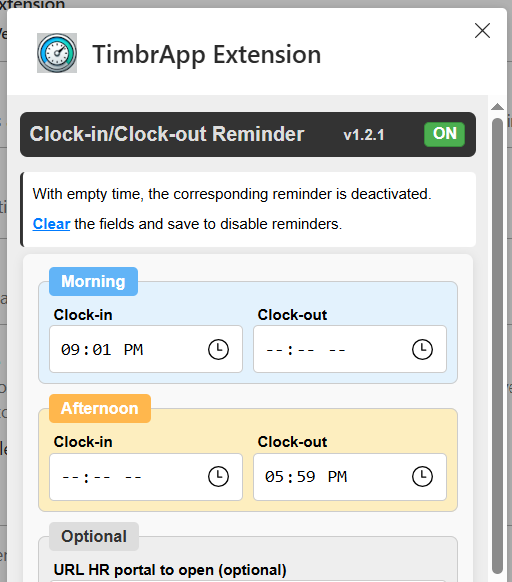 xtension
TimbrApp Extension
Clock-in/Clock-out Reminder v1.2.1 ON
With empty time, the corresponding reminder is deactivated.
Clear the fields and save to disable reminders.
Morning
Clock-in Clock-out
09:01 PM --:-- --
Afternoon
Clock-in Clock-out
--:-- -- 05:59 PM
Optional
URL HR portal to open (optional)